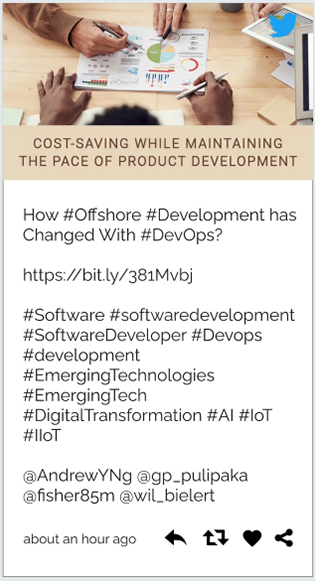 COST-SAVING WHILE MAINTAINING
THE PACE OF PRODUCT DEVELOPMENT
How #Offshore #Development has
Changed With #DevOps?
https://bit.ly/381Mvbj
#Software #softwaredevelopment
#SoftwareDeveloper #Devops
#development
#EmergingTechnologies
#EmergingTech
#DigitalTransformation #AI #IoT
#IIoT
@AndrewYNg @gp_pulipaka
@fisher85m @wil_bielert
about an hour ago